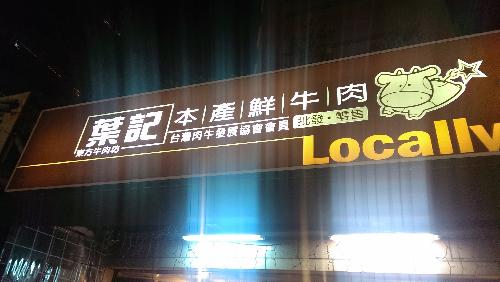 葉記
東方牛肉坊
本|產|鮮|牛|肉
台灣肉牛發展協會會員 批發・零售
Locally